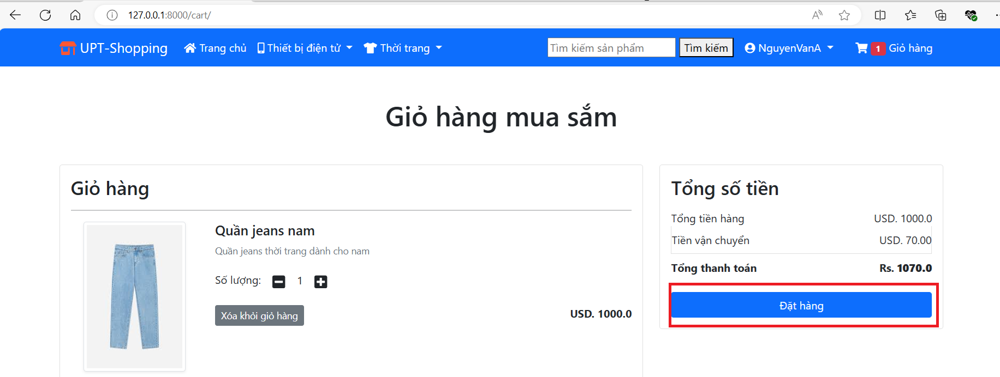 127.0.0.1:8000/cart/
UPT-Shopping Trang chủ Thiết bị điện tử Thời trang Tìm kiếm sản phẩm Tìm kiếm NguyenVanA 1 Giỏ hàng
Giỏ hàng mua sắm
Giỏ hàng
Quần jeans nam
Quần jeans thời trang dành cho nam
Số lượng: 1
Xóa khỏi giỏ hàng
USD. 1000.0
Tổng số tiền
Tổng tiền hàng USD. 1000.0
Tiền vận chuyển USD. 70.00
Tổng thanh toán Rs. 1070.0
Đặt hàng